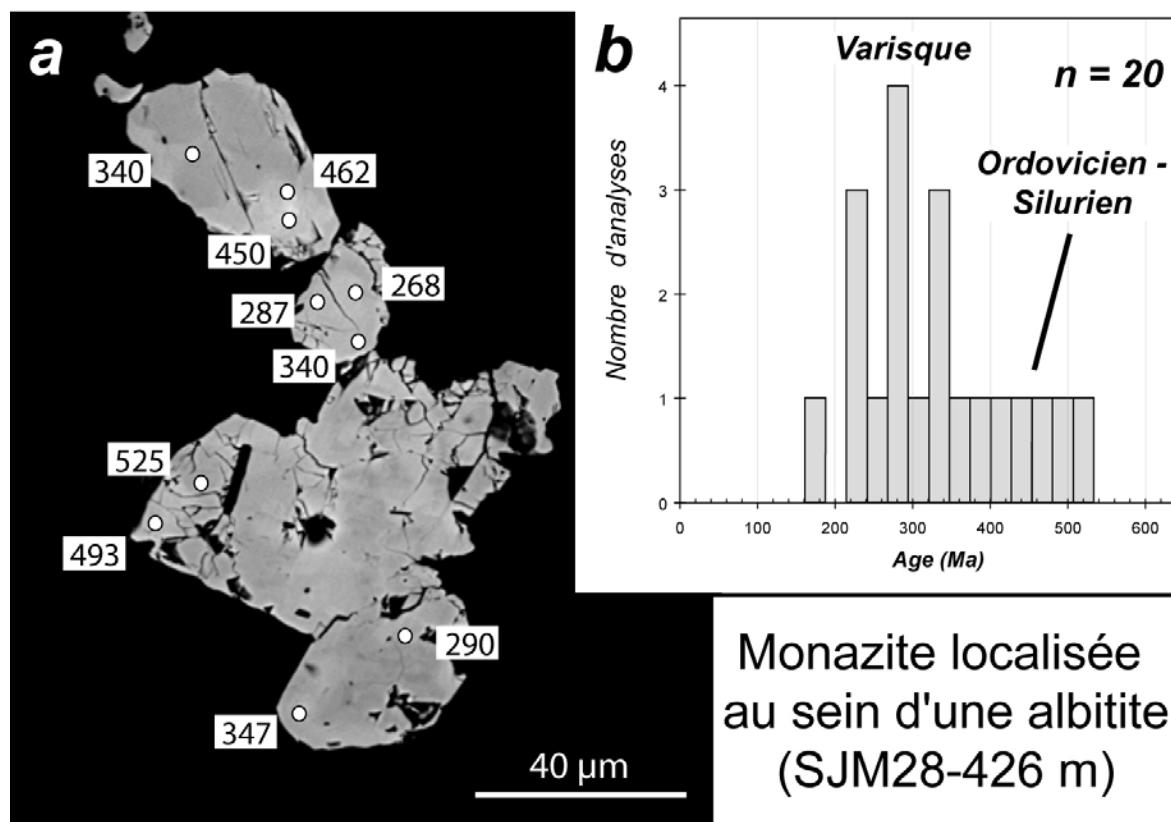 a
340
462
450
287
268
340
525
493
290
347
40 µm
b
Varisque
n = 20
Ordovicien -
Silurien
Nombre d'analyses
4
3
2
1
0
0 100 200 300 400 500 600
Age (Ma)
Monazite localisée
au sein d'une albitite
(SJM28-426 m)